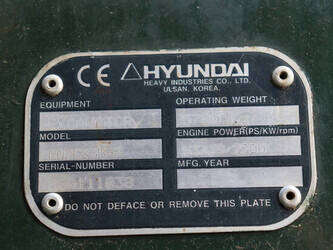 CE HYUNDAI
HEAVY INDUSTRIES CO., LTD.
ULSAN, KOREA.
EQUIPMENT OPERATING WEIGHT
MODEL ENGINE POWER(PS/KW/rpm)
SERIAL-NUMBER MFG. YEAR
DO NOT DEFACE OR REMOVE THIS PLATE